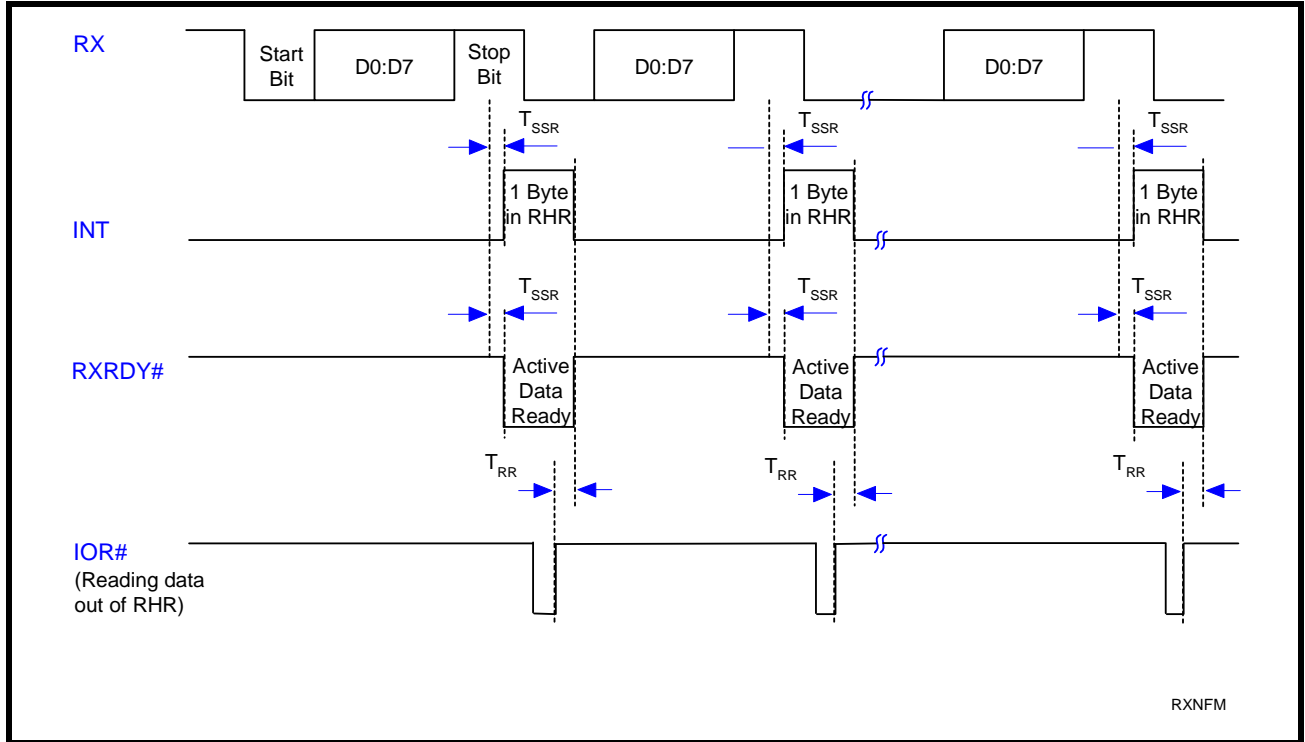 RX
Start
Bit
D0:D7
Stop
Bit
D0:D7
D0:D7
TSSR
TSSR
TSSR
INT
1 Byte
in RHR
1 Byte
in RHR
1 Byte
in RHR
TSSR
TSSR
TSSR
RXRDY#
Active
Data
Ready
Active
Data
Ready
Active
Data
Ready
TRR
TRR
TRR
IOR#
(Reading data
out of RHR)
RXNFM